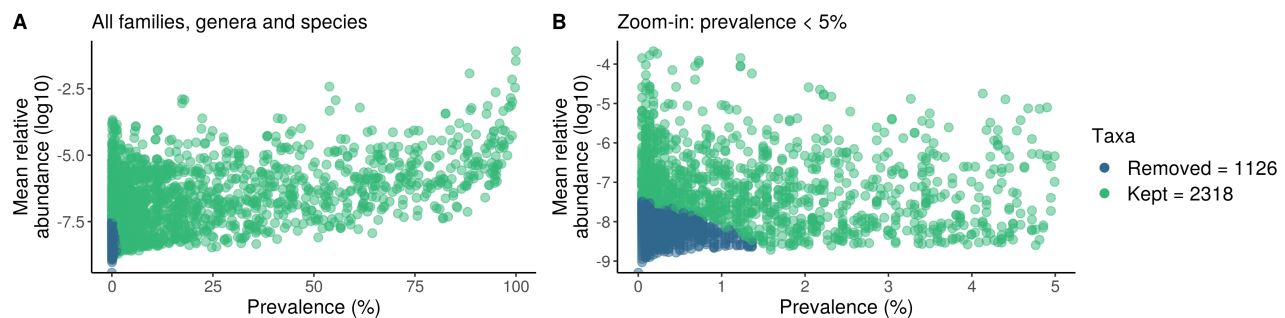 A
All families, genera and species
Mean relative
abundance (log10)
-2.5
-5.0
-7.5
0
25
50
75
100
Prevalence (%)
B
Zoom-in: prevalence < 5%
Mean relative
abundance (log10)
-4
-5
-6
-7
-8
-9
0
1
2
3
4
5
Prevalence (%)
Taxa
Removed = 1126
Kept = 2318